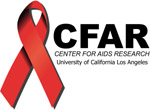 CFAR
CENTER FOR AIDS RESEARCH
University of California Los Angeles